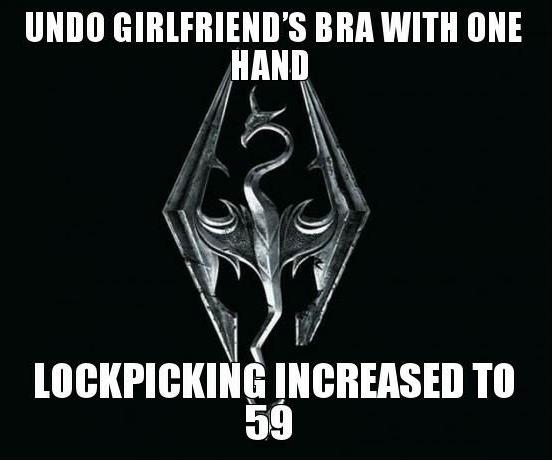 UNDO GIRLFRIEND'S BRA WITH ONE
HAND
LOCKPICKING INCREASED TO
59